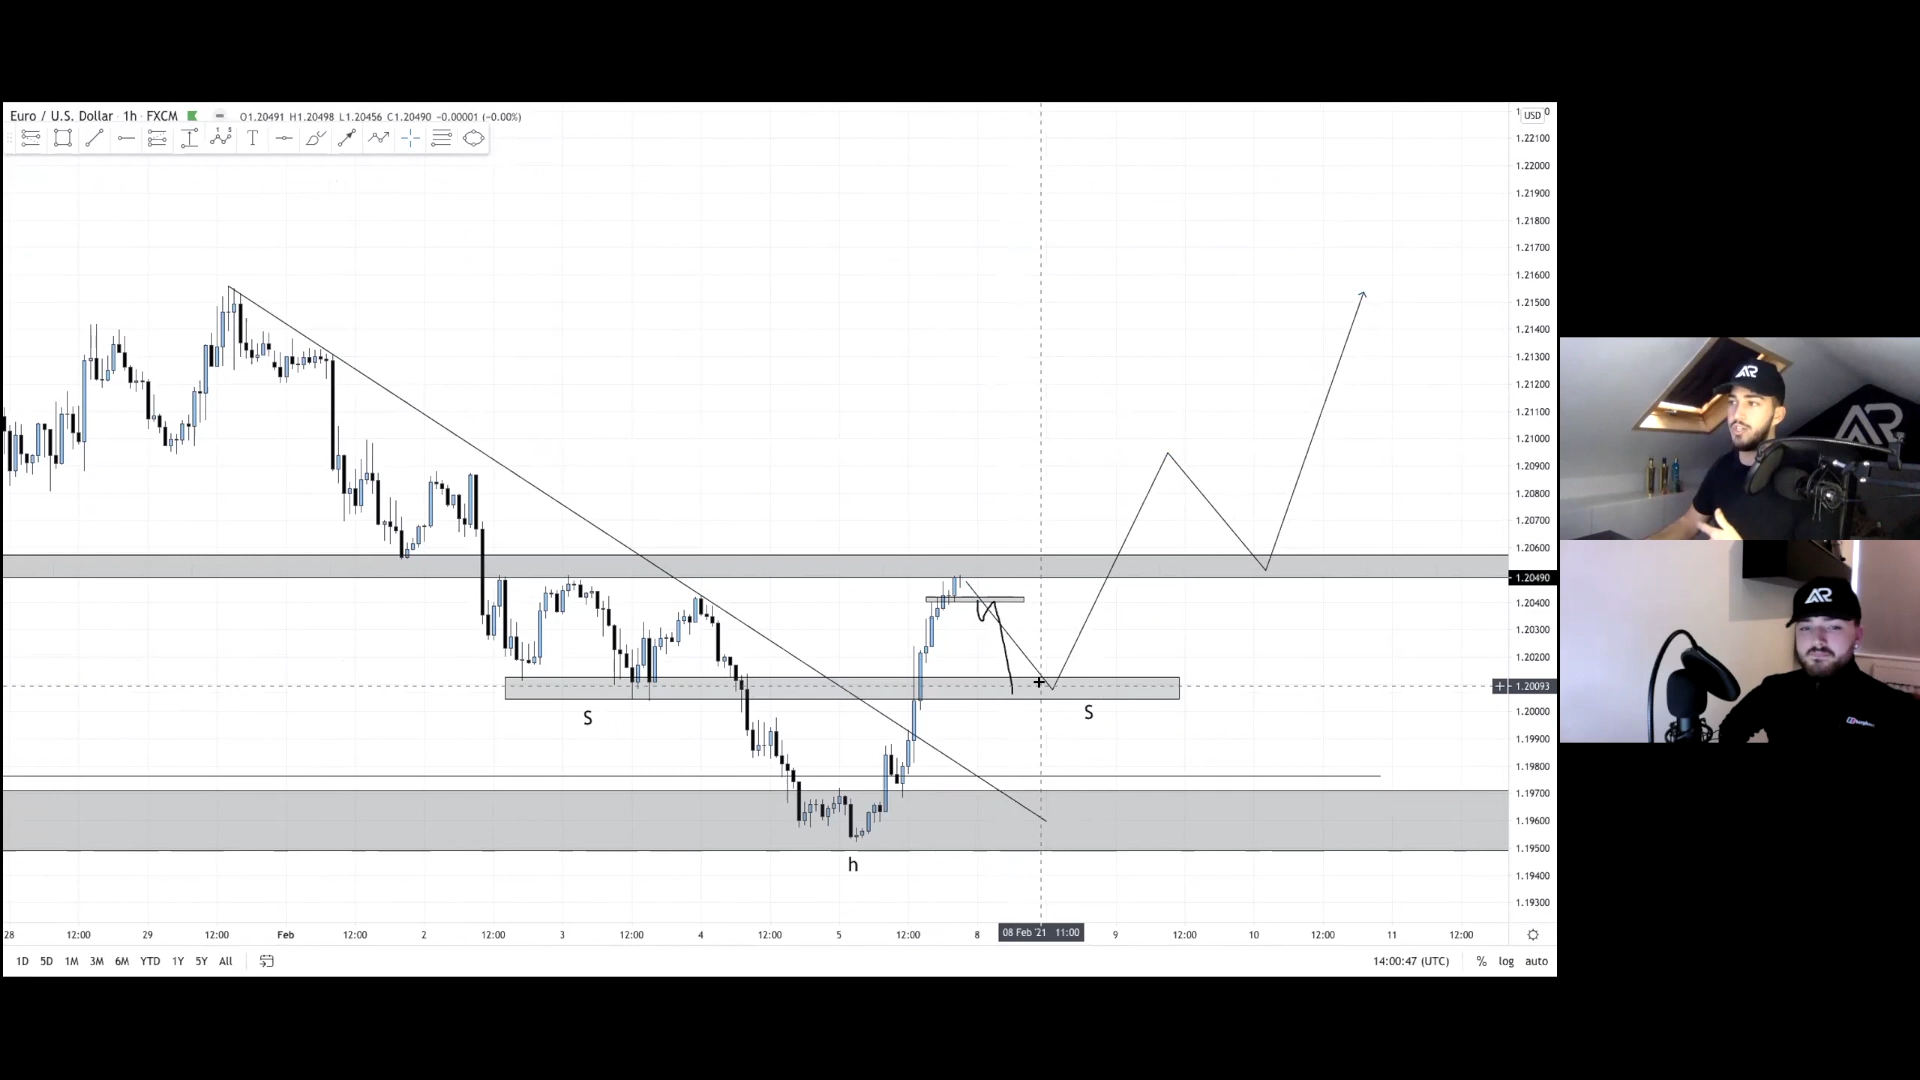 Euro / U.S. Dollar 1h FXCM O1.20491 H1.20498 L1.20456 C1.20490 −0.00001 (−0.00%)
USD
1.22100
1.22000
1.21900
1.21800
1.21700
1.21600
1.21500
1.21400
1.21300
1.21200
1.21100
1.21000
1.20900
1.20800
1.20700
1.20600
1.20490
1.20400
1.20300
1.20200
1.20093
1.20000
1.19900
1.19800
1.19700
1.19600
1.19500
1.19400
1.19300
S
S
h
28 12:00 29 12:00 Feb 12:00 2 12:00 3 12:00 4 12:00 5 12:00 8 08 Feb '21 11:00 9 12:00 10 12:00 11 12:00
1D 5D 1M 3M 6M YTD 1Y 5Y All 14:00:47 (UTC) % log auto
AR
AR
AR